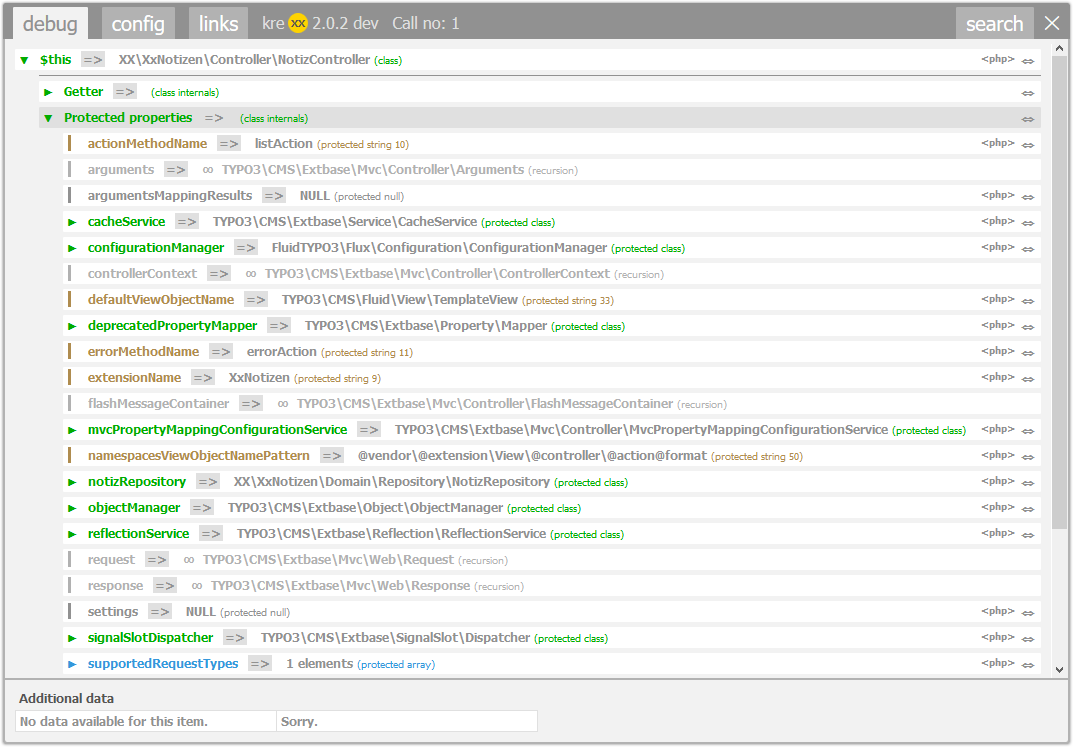 debug config links kre xx 2.0.2 dev Call no: 1 search
$this => XX\XxNotizen\Controller\NotizController (class) <php>
Getter => (class internals)
Protected properties => (class internals)
actionMethodName => listAction (protected string 10) <php>
arguments => ∞ TYPO3\CMS\Extbase\Mvc\Controller\Arguments (recursion)
argumentsMappingResults => NULL (protected null) <php>
cacheService => TYPO3\CMS\Extbase\Service\CacheService (protected class) <php>
configurationManager => FluidTYPO3\Flux\Configuration\ConfigurationManager (protected class) <php>
controllerContext => ∞ TYPO3\CMS\Extbase\Mvc\Controller\ControllerContext (recursion)
defaultViewObjectName => TYPO3\CMS\Fluid\View\TemplateView (protected string 33) <php>
deprecatedPropertyMapper => TYPO3\CMS\Extbase\Property\Mapper (protected class) <php>
errorMethodName => errorAction (protected string 11) <php>
extensionName => XxNotizen (protected string 9) <php>
flashMessageContainer => ∞ TYPO3\CMS\Extbase\Mvc\Controller\FlashMessageContainer (recursion)
mvcPropertyMappingConfigurationService => TYPO3\CMS\Extbase\Mvc\Controller\MvcPropertyMappingConfigurationService (protected class) <php>
namespacesViewObjectNamePattern => @vendor\@extension\View\@controller\@action@format (protected string 50) <php>
notizRepository => XX\XxNotizen\Domain\Repository\NotizRepository (protected class) <php>
objectManager => TYPO3\CMS\Extbase\Object\ObjectManager (protected class) <php>
reflectionService => TYPO3\CMS\Extbase\Reflection\ReflectionService (protected class) <php>
request => ∞ TYPO3\CMS\Extbase\Mvc\Web\Request (recursion)
response => ∞ TYPO3\CMS\Extbase\Mvc\Web\Response (recursion)
settings => NULL (protected null) <php>
signalSlotDispatcher => TYPO3\CMS\Extbase\SignalSlot\Dispatcher (protected class) <php>
supportedRequestTypes => 1 elements (protected array) <php>
Additional data
No data available for this item. Sorry.